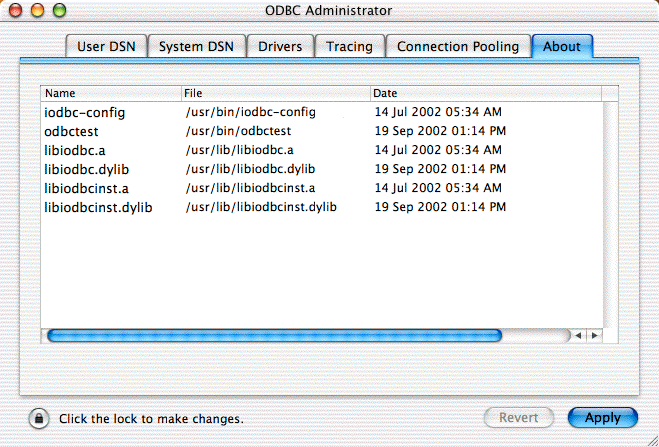 ODBC Administrator
User DSN System DSN Drivers Tracing Connection Pooling About
Name File Date
iodbc-config /usr/bin/iodbc-config 14 Jul 2002 05:34 AM
odbctest /usr/bin/odbctest 19 Sep 2002 01:14 PM
libiodbc.a /usr/lib/libiodbc.a 14 Jul 2002 05:34 AM
libiodbc.dylib /usr/lib/libiodbc.dylib 19 Sep 2002 01:14 PM
libiodbcinst.a /usr/lib/libiodbcinst.a 14 Jul 2002 05:34 AM
libiodbcinst.dylib /usr/lib/libiodbcinst.dylib 19 Sep 2002 01:14 PM
Click the lock to make changes. Revert Apply